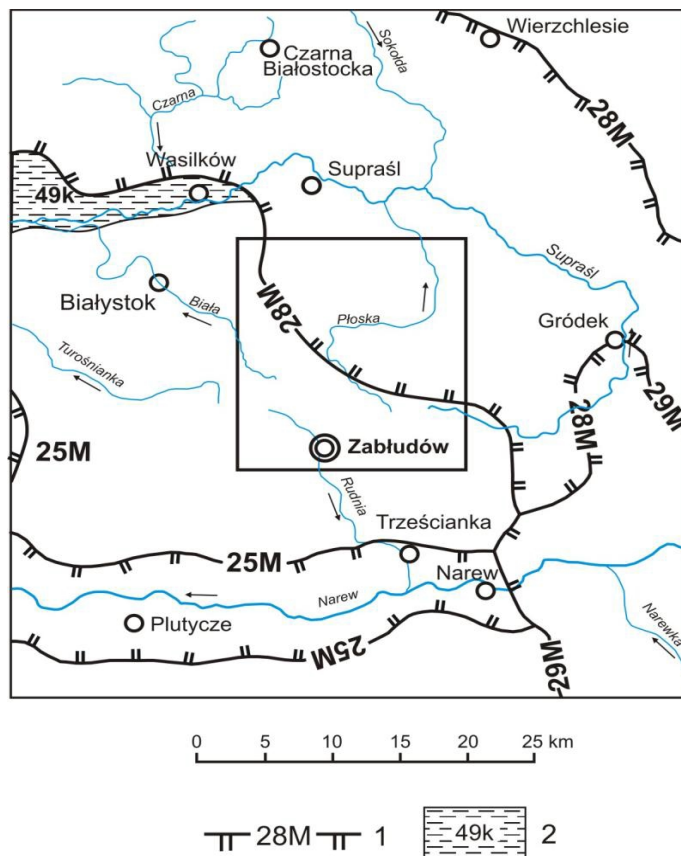 Wierzchlesie
Sokołda
Czarna
Białostocka
Czarna
28M
Wasilków
Supraśl
49k
Supraśl
Białystok
Biała
28M
Płoska
Gródek
Turośnianka
29M
28M
25M
Zabłudów
Rudnia
Trześcianka
25M
Narew
Narew
Plutycze
Narewka
25M
29M
0 5 10 15 20 25 km
28M 1 49k 2